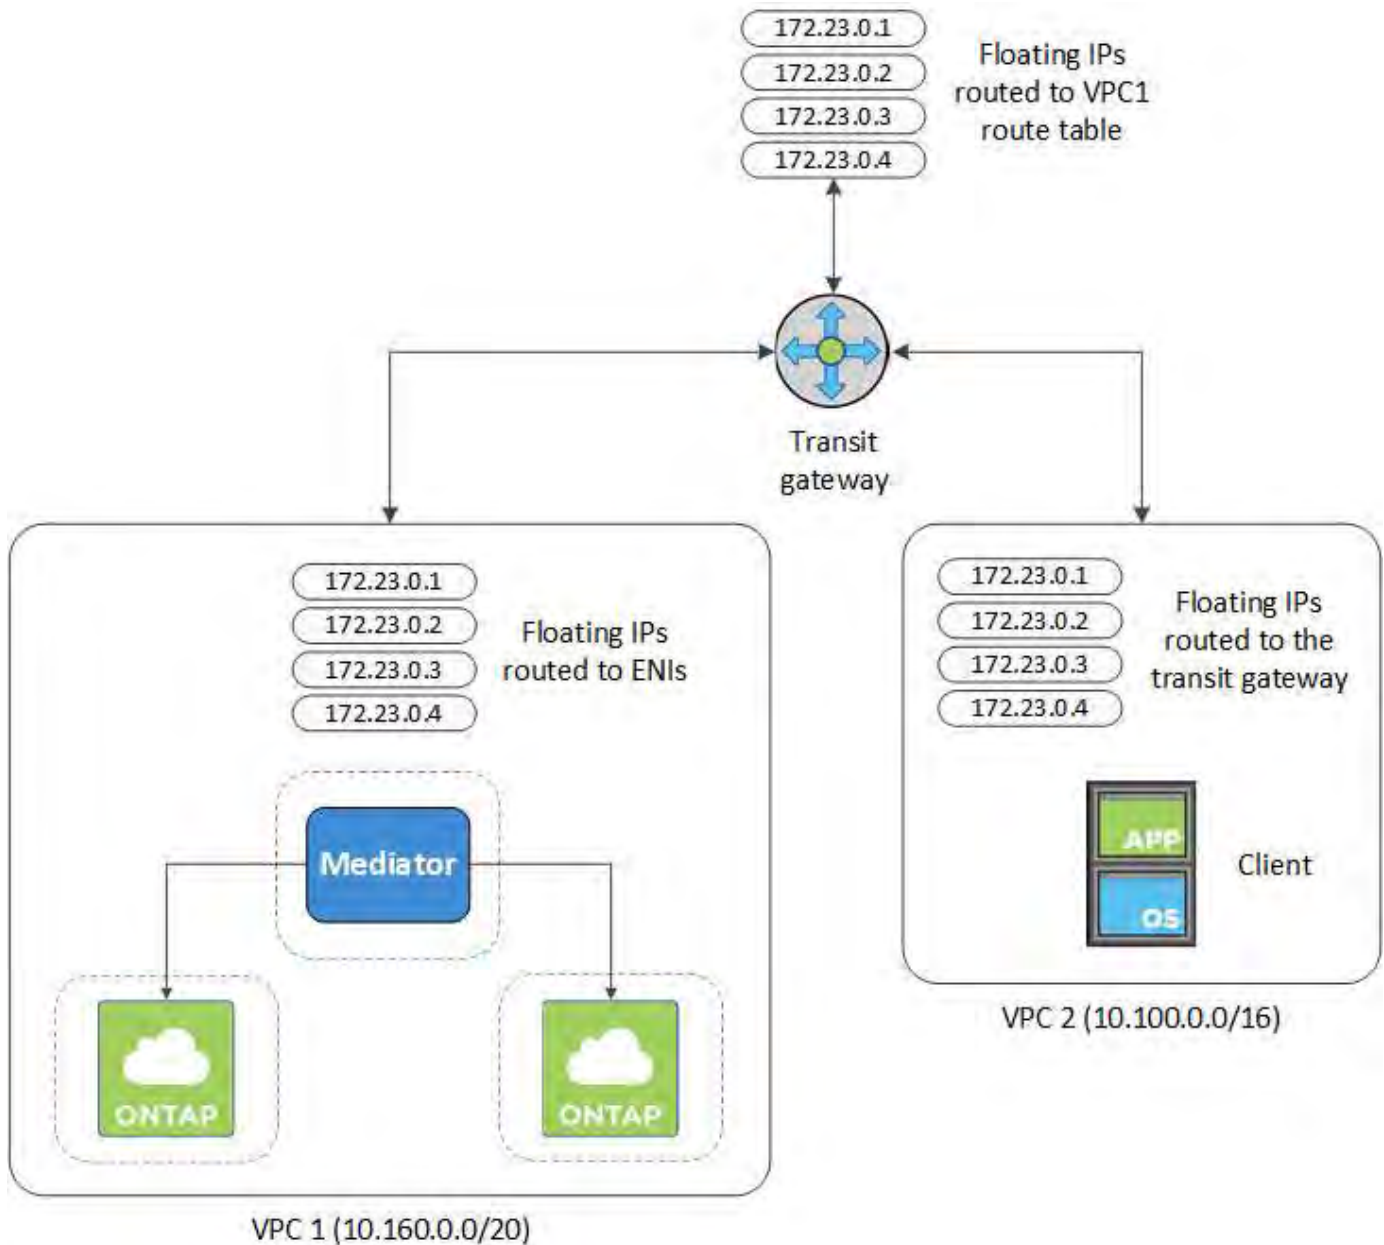 172.23.0.1
172.23.0.2
172.23.0.3
172.23.0.4
Floating IPs
routed to VPC1
route table
Transit
gateway
172.23.0.1
172.23.0.2
172.23.0.3
172.23.0.4
Floating IPs
routed to ENIs
Mediator
ONTAP
ONTAP
VPC 1 (10.160.0.0/20)
172.23.0.1
172.23.0.2
172.23.0.3
172.23.0.4
Floating IPs
routed to the
transit gateway
APP
OS
Client
VPC 2 (10.100.0.0/16)